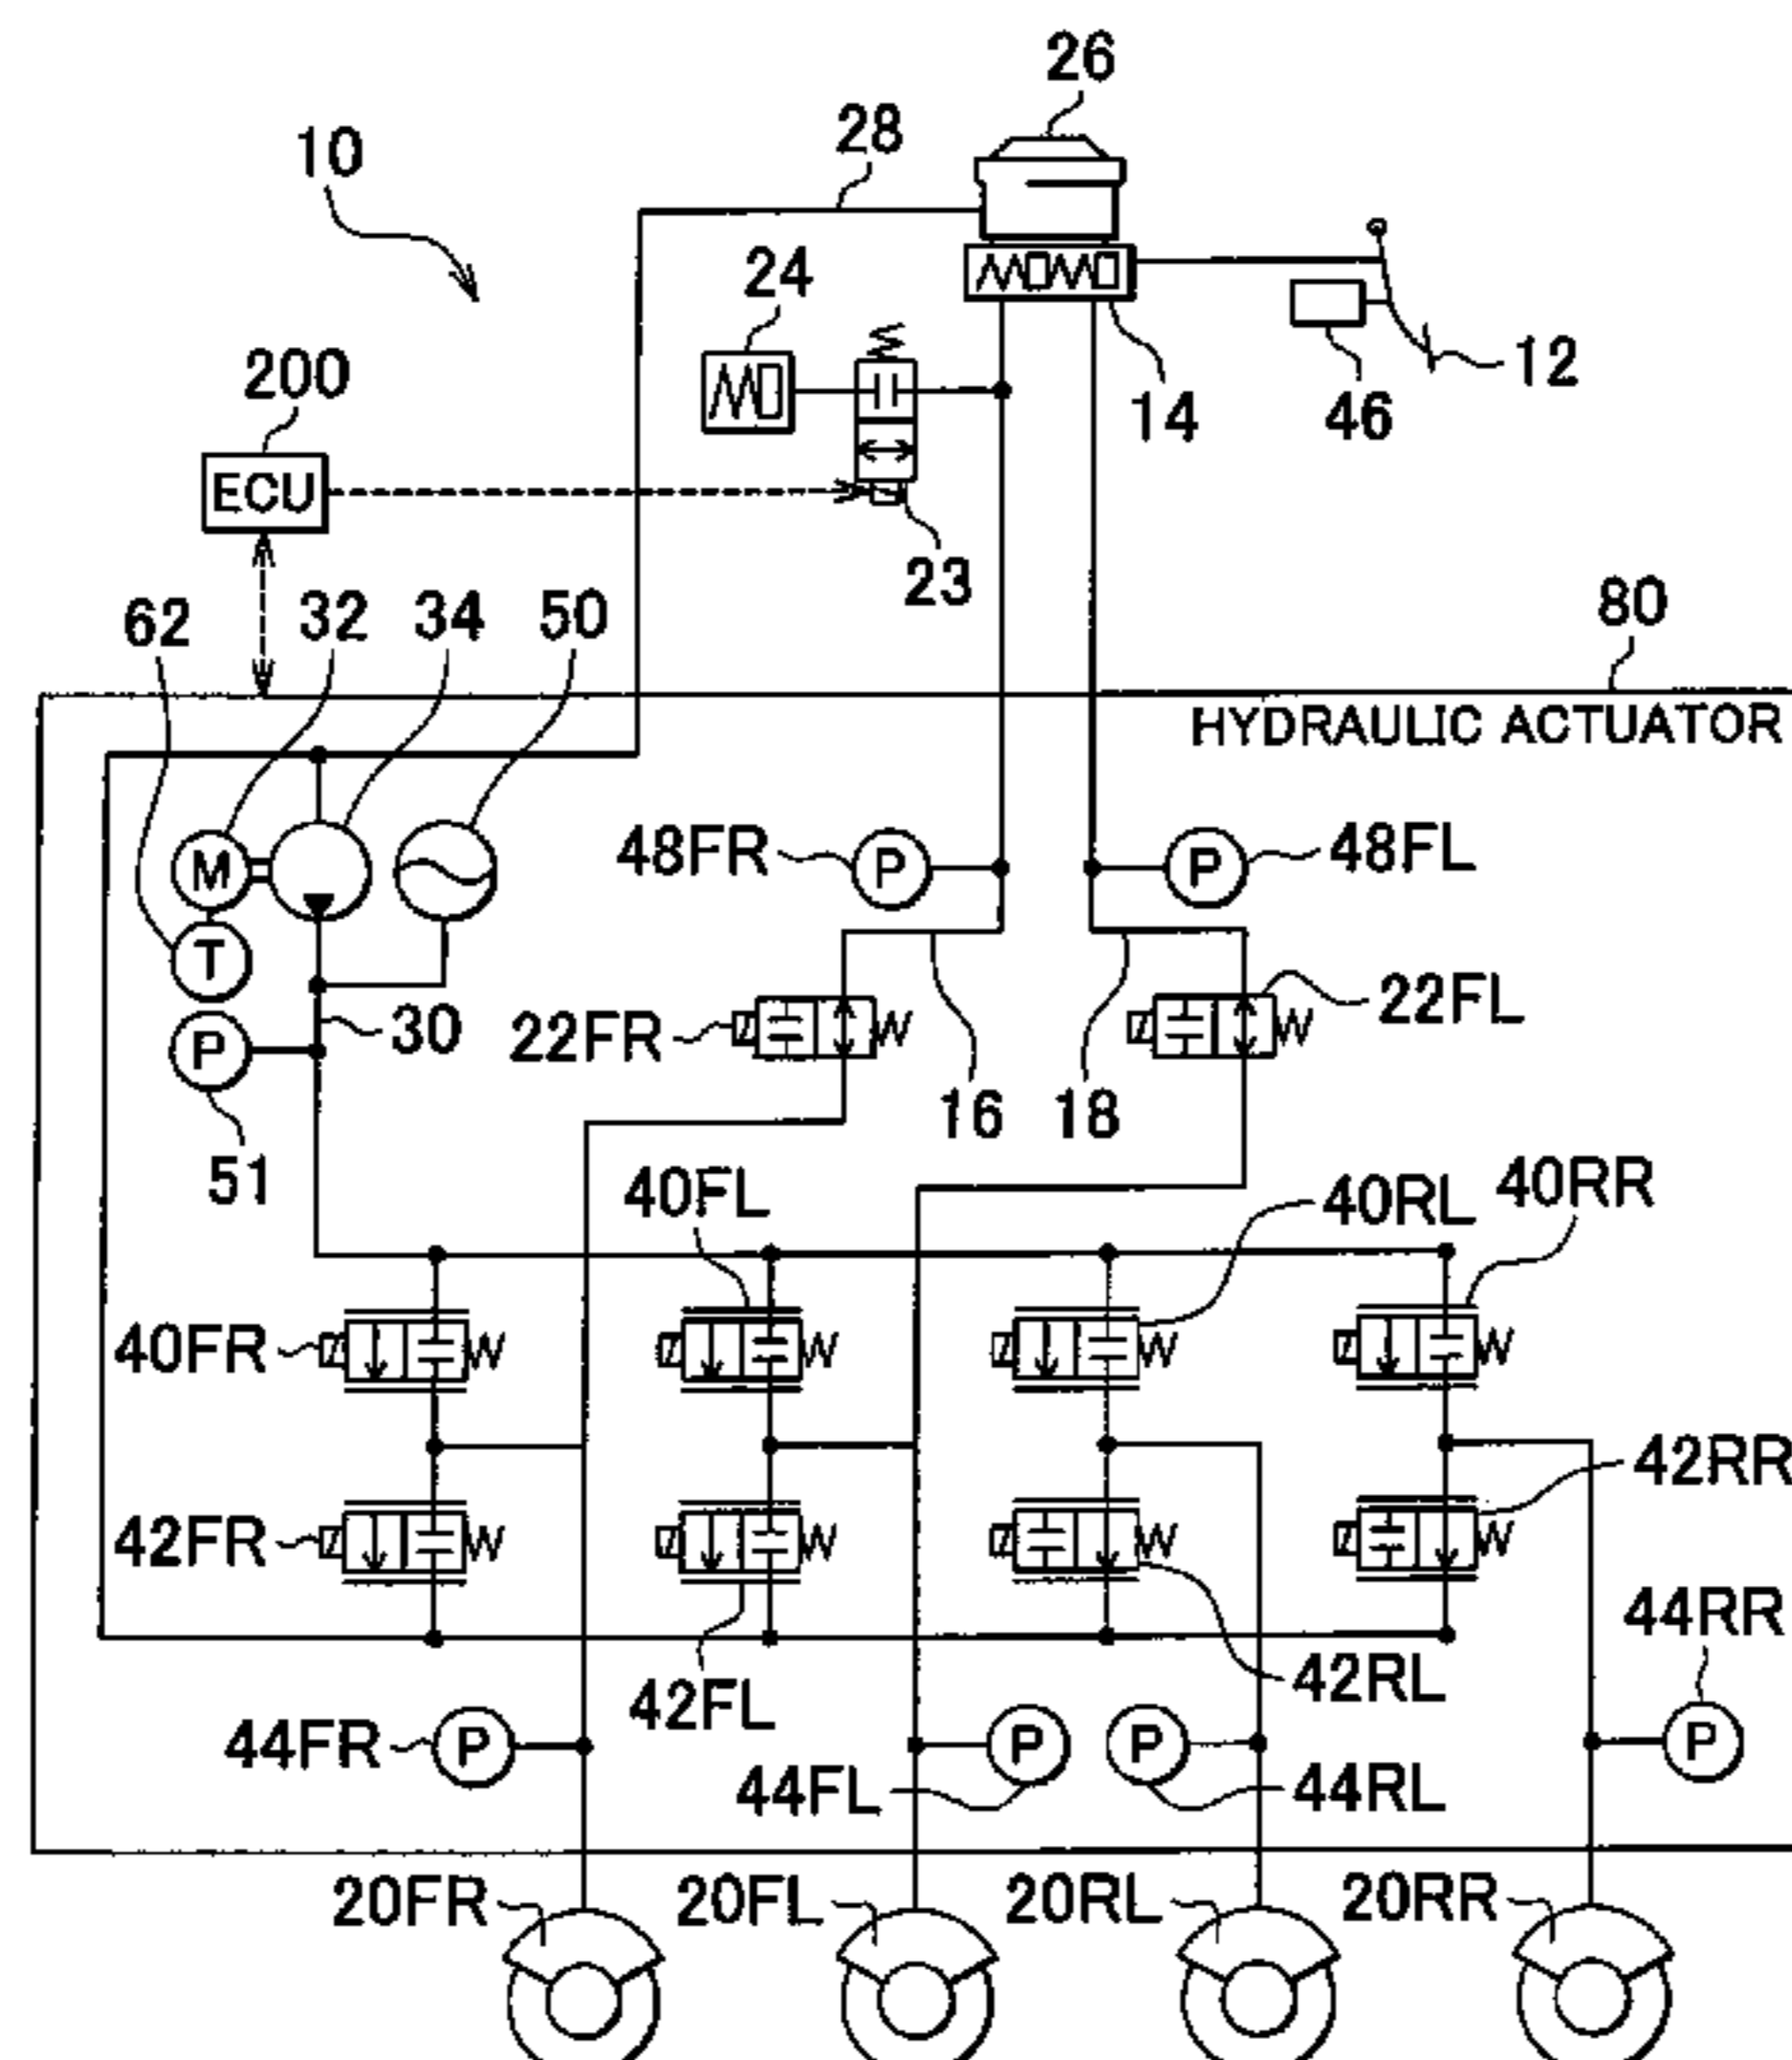 26
28
10
24
200
ECU
14
46
12
23
62
32
34
50
80
HYDRAULIC ACTUATOR
48FR
P
P
48FL
M
T
22FR
22FL
30
P
16
18
51
40FL
40RL
40RR
40FR
42RR
42FR
44RR
42FL
42RL
44FR
P
P
P
P
44FL
44RL
20FR
20FL
20RL
20RR